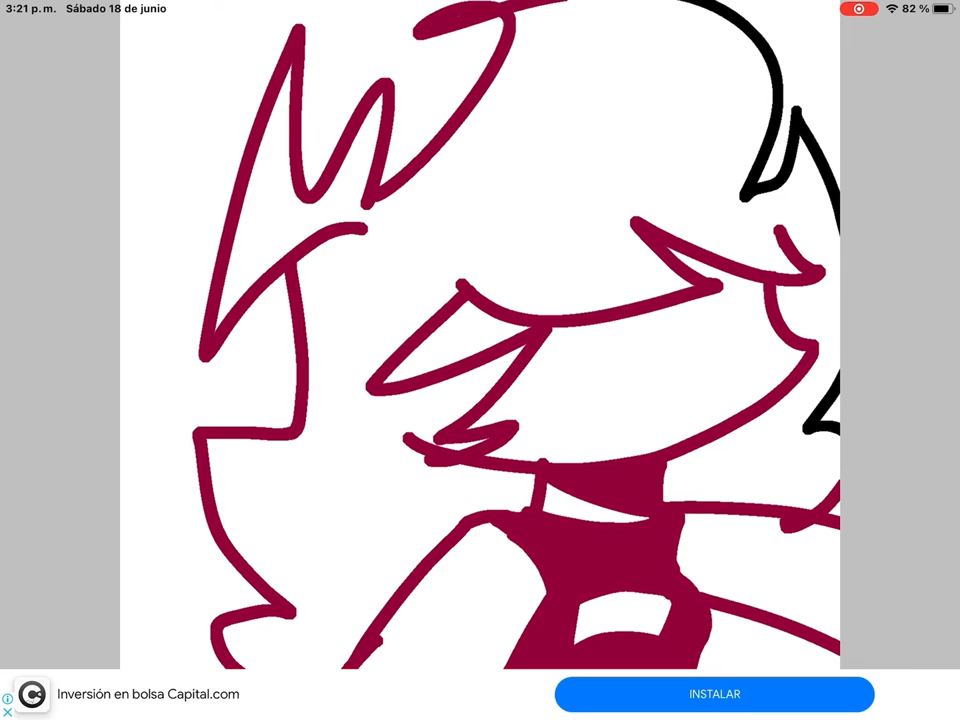 3:21 p. m. Sábado 18 de junio
82 %
Inversión en bolsa Capital.com
INSTALAR